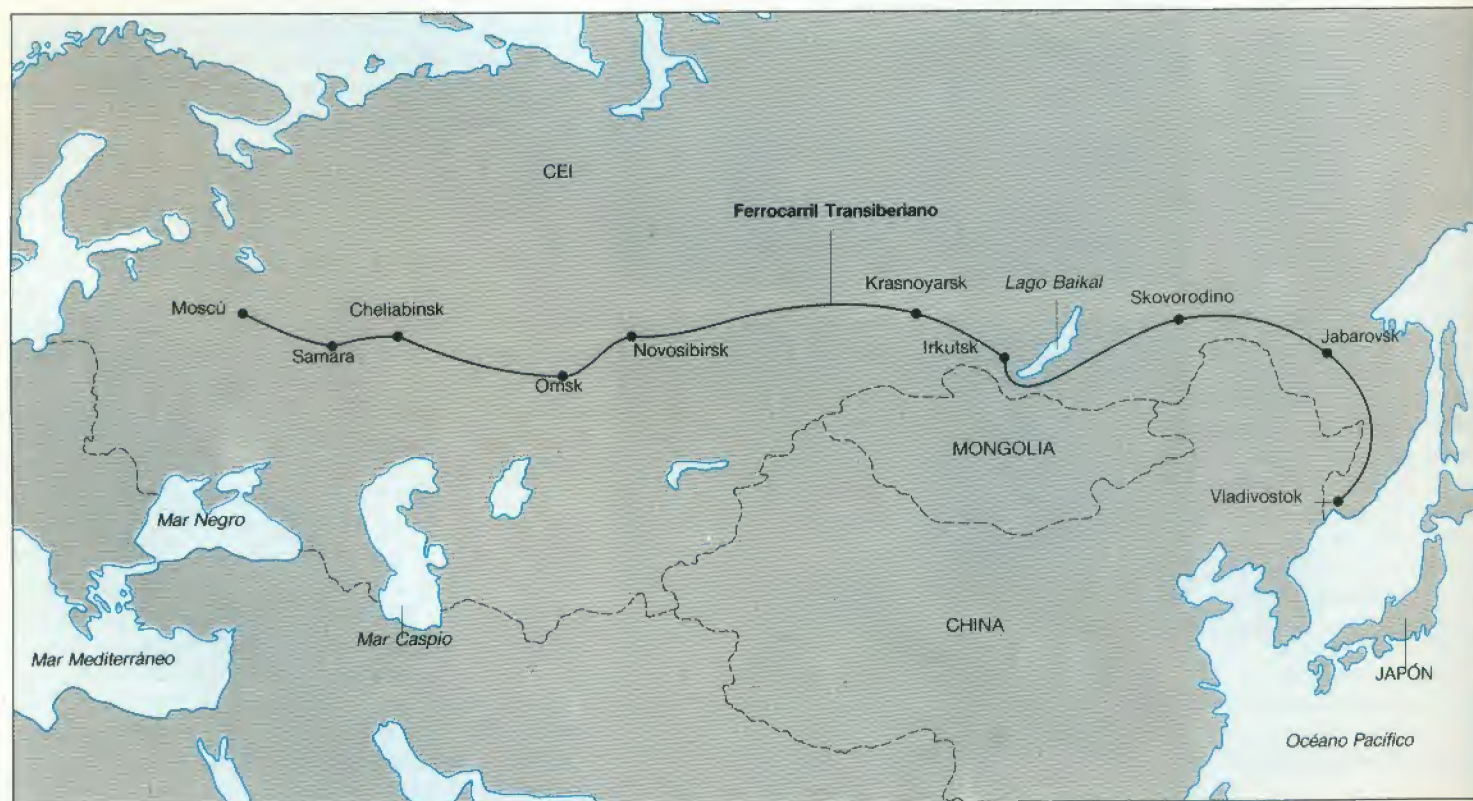 CEI
Ferrocarril Transiberiano
Moscú
Samara
Cheliabinsk
Omsk
Novosibirsk
Krasnoyarsk
Irkutsk
Lago Baikal
Skovorodino
Jabarovsk
Vladivostok
MONGOLIA
CHINA
Mar Negro
Mar Caspio
Mar Mediterráneo
JAPÓN
Océano Pacífico